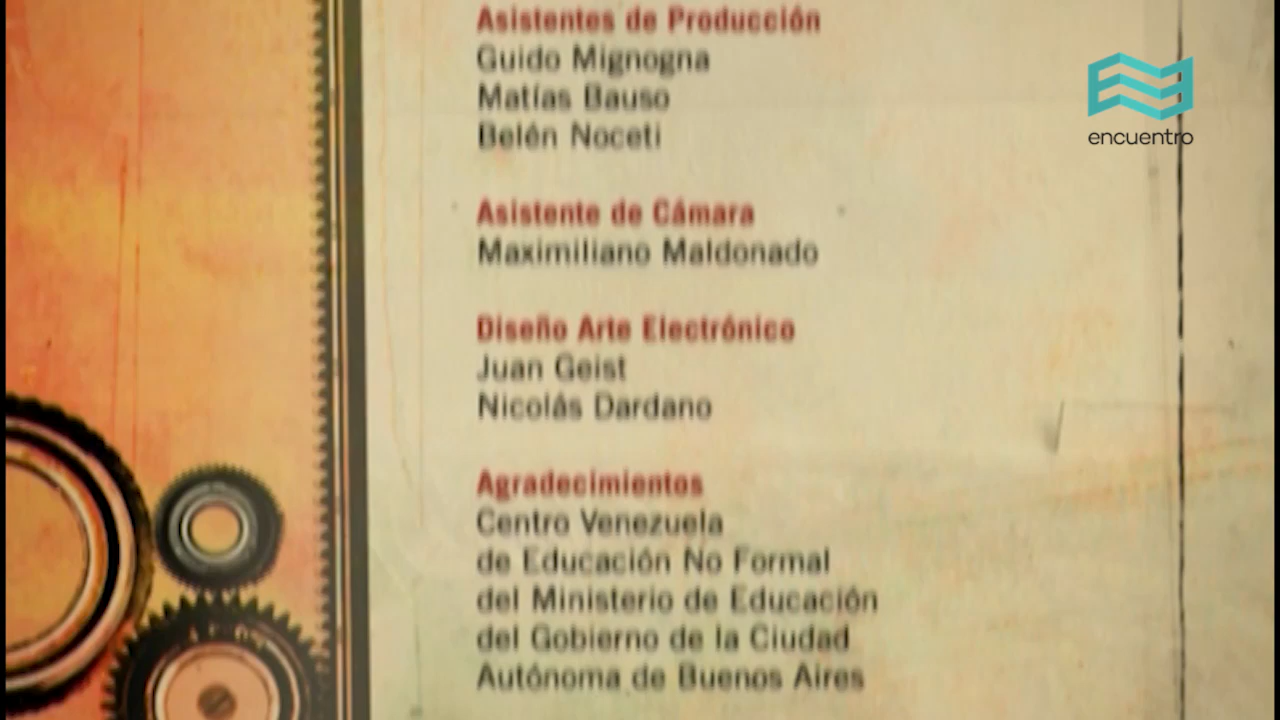 Asistentes de Producción
Guido Mignogna
Matías Bauso
Belén Noceti
Asistente de Cámara
Maximiliano Maldonado
Diseño Arte Electrónico
Juan Geist
Nicolás Dardano
Agradecimientos
Centro Venezuela
de Educación No Formal
del Ministerio de Educación
del Gobierno de la Ciudad
Autónoma de Buenos Aires
encuentro